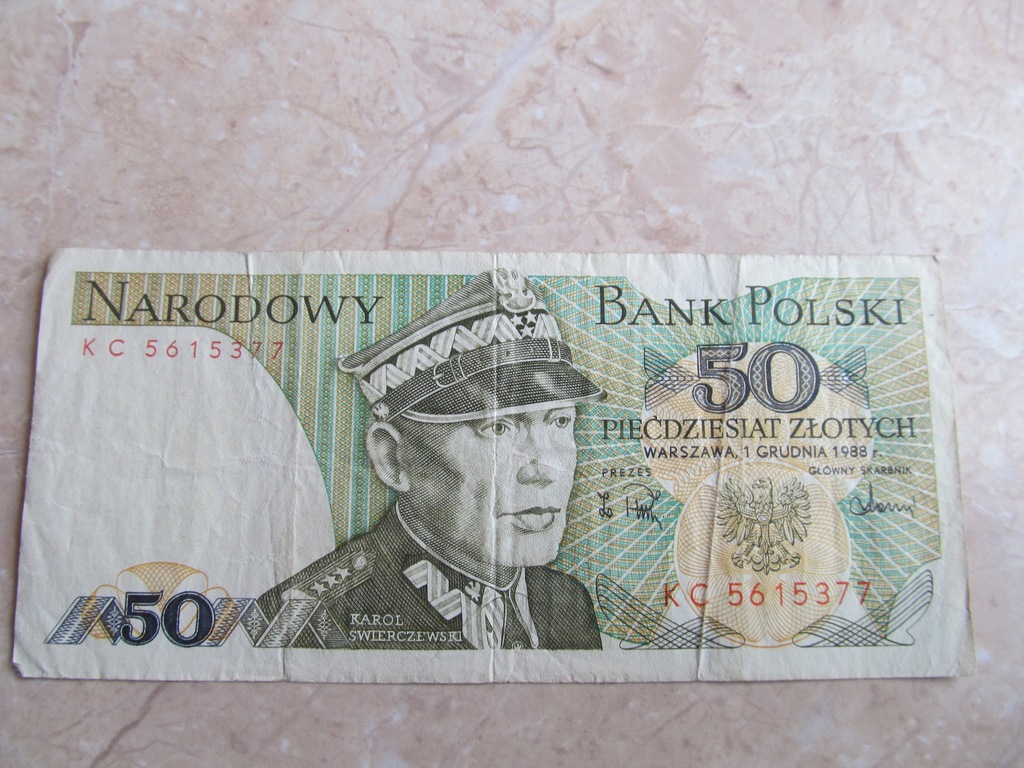 NARODOWY BANK POLSKI
KC 5615377
50
PIĘĆDZIESIĄT ZŁOTYCH
WARSZAWA, 1 GRUDNIA 1988 r.
PREZES GŁÓWNY SKARBNIK
KC 5615377
50
KAROL
ŚWIERCZEWSKI